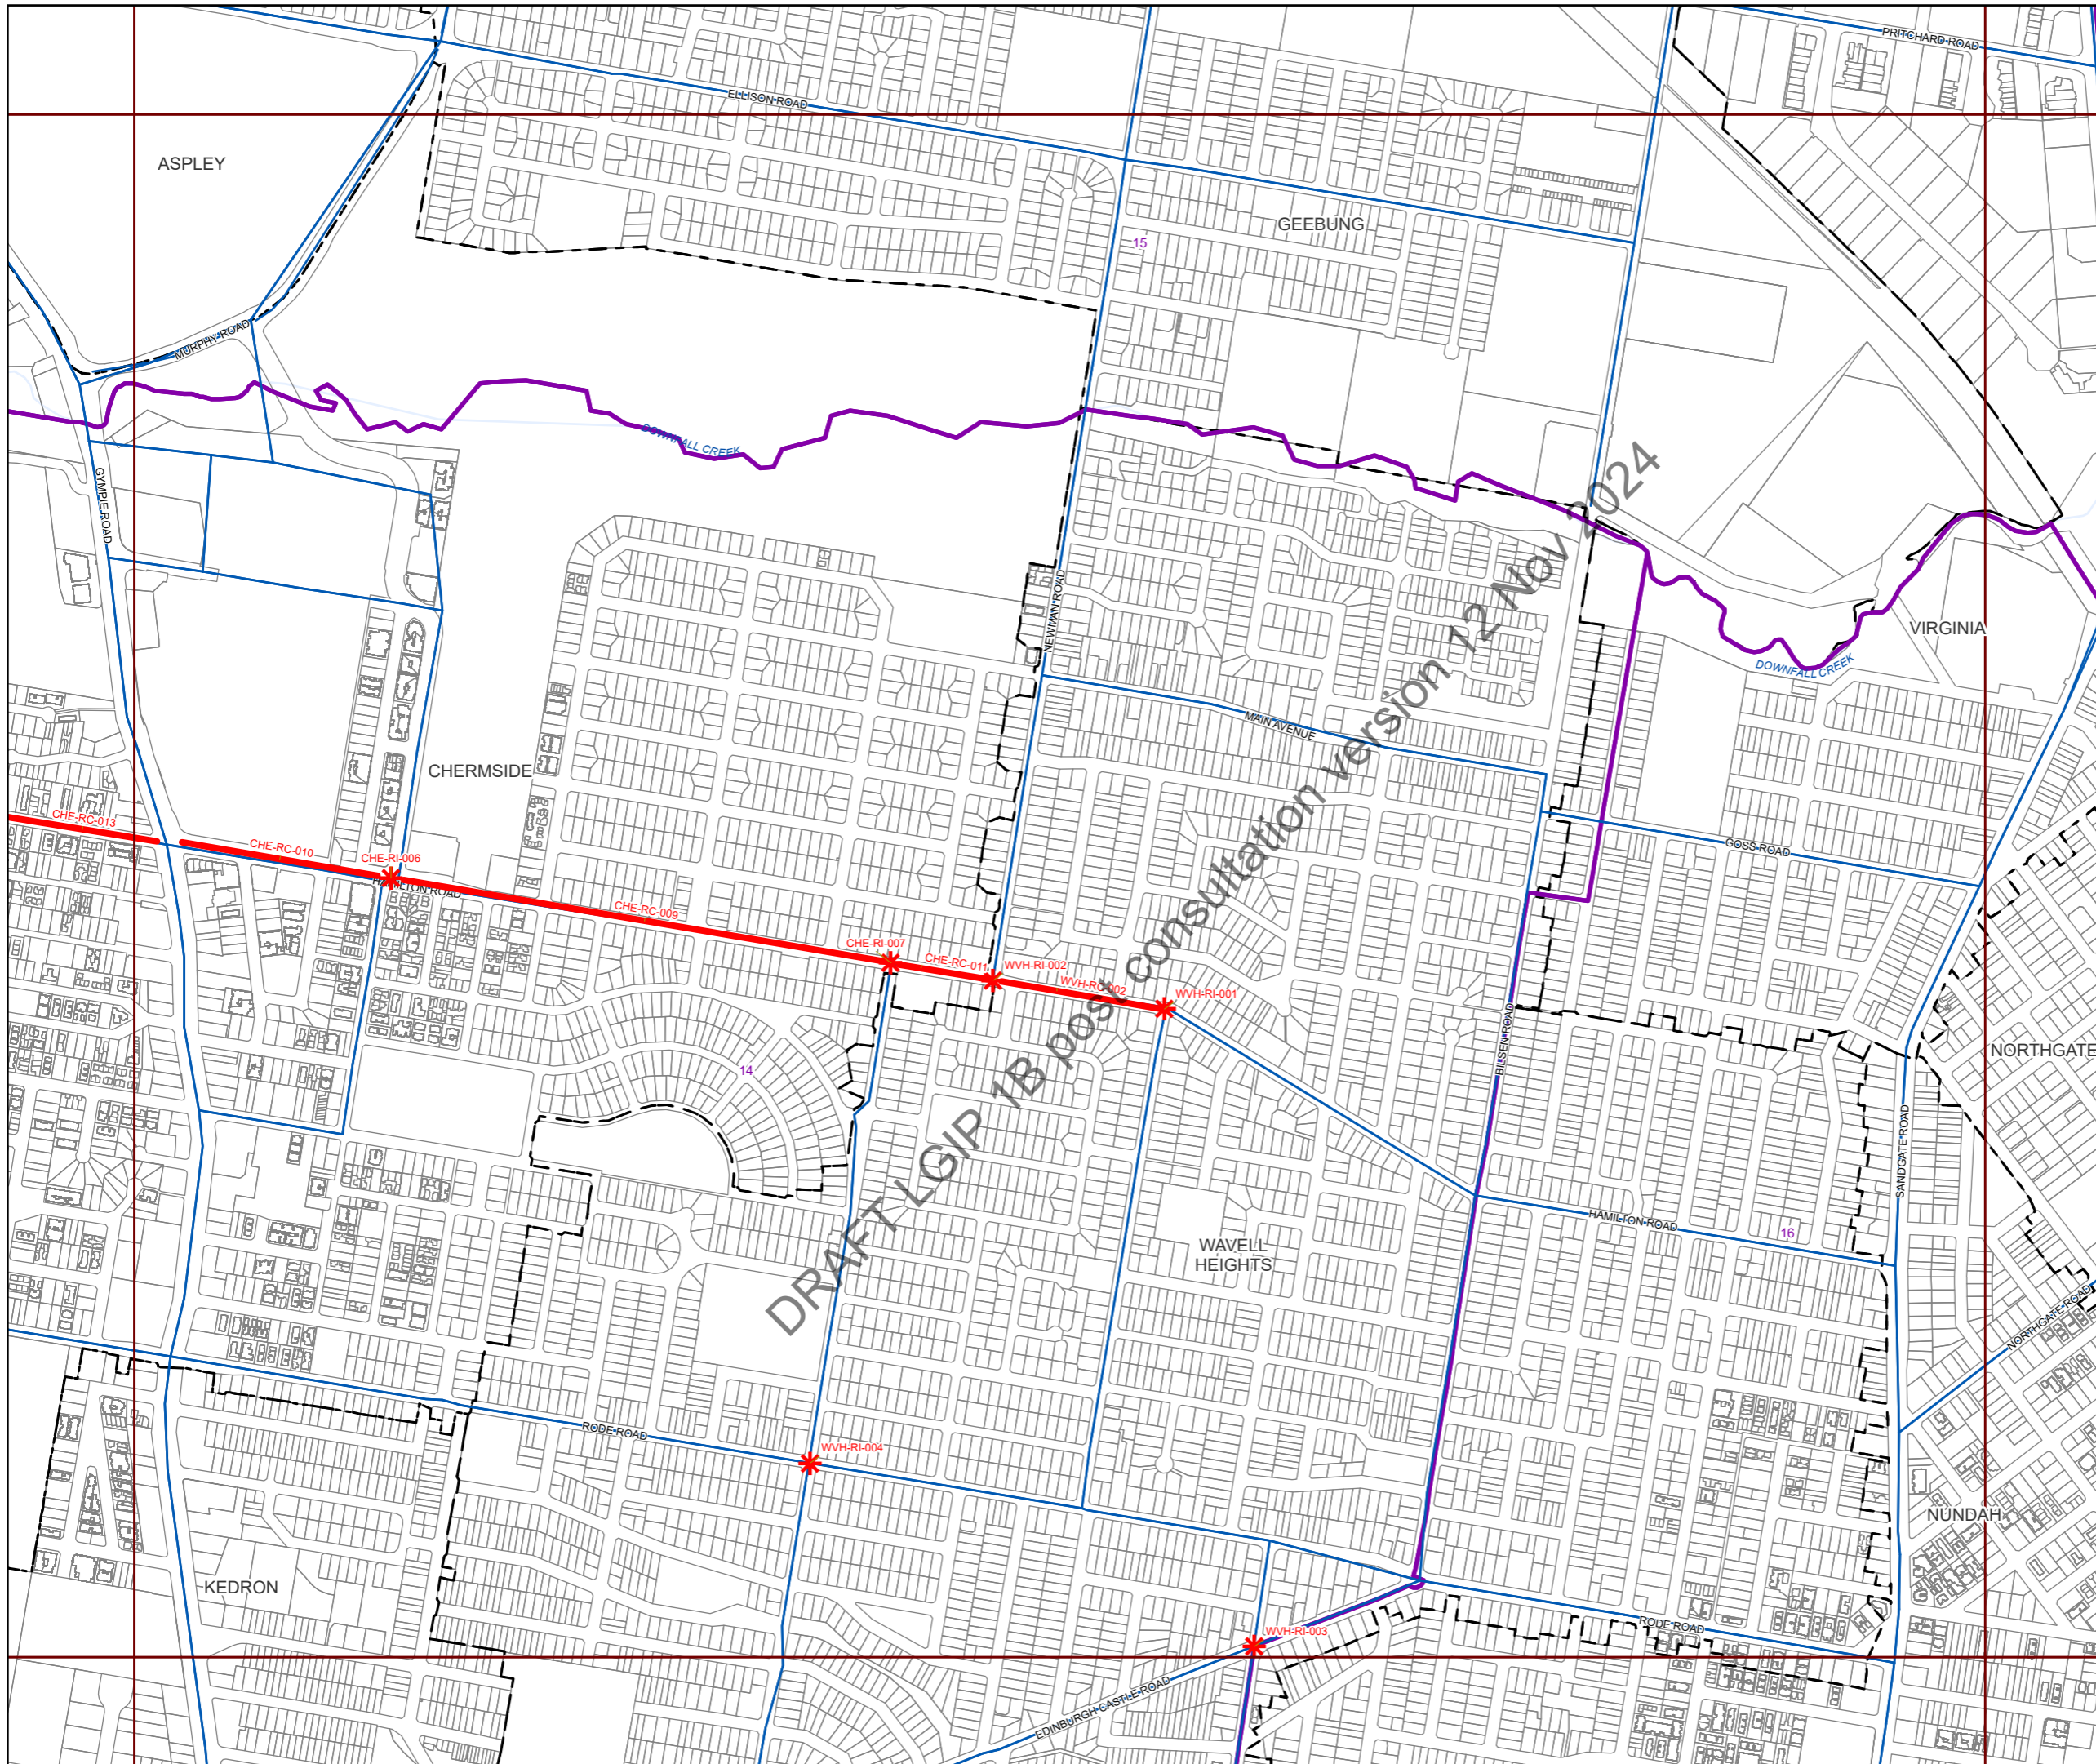 PRITCHARD ROAD
ELLISON ROAD
ASPLEY
GEEBUNG
15
MURPHY ROAD
DOWNFALL CREEK
GYMPIE ROAD
NEWMAN ROAD
VIRGINIA
DOWNFALL CREEK
MAIN AVENUE
CHERMSIDE
CHE-RC-013
CHE-RC-010
CHE-RI-006
HAMILTON ROAD
GOSS ROAD
CHE-RC-009
CHE-RI-007
CHE-RC-011
WVH-RI-002
WVH-RC-002
WVH-RI-001
BILSEN ROAD
NORTHGATE
14
DRAFT LGIP 1B post consultation version 12 Nov 2024
SANDGATE ROAD
HAMILTON ROAD
16
WAVELL
HEIGHTS
NORTHGATE ROAD
RODE ROAD
WVH-RI-004
NUNDAH
KEDRON
RODE ROAD
WVH-RI-003
EDINBURGH CASTLE ROAD